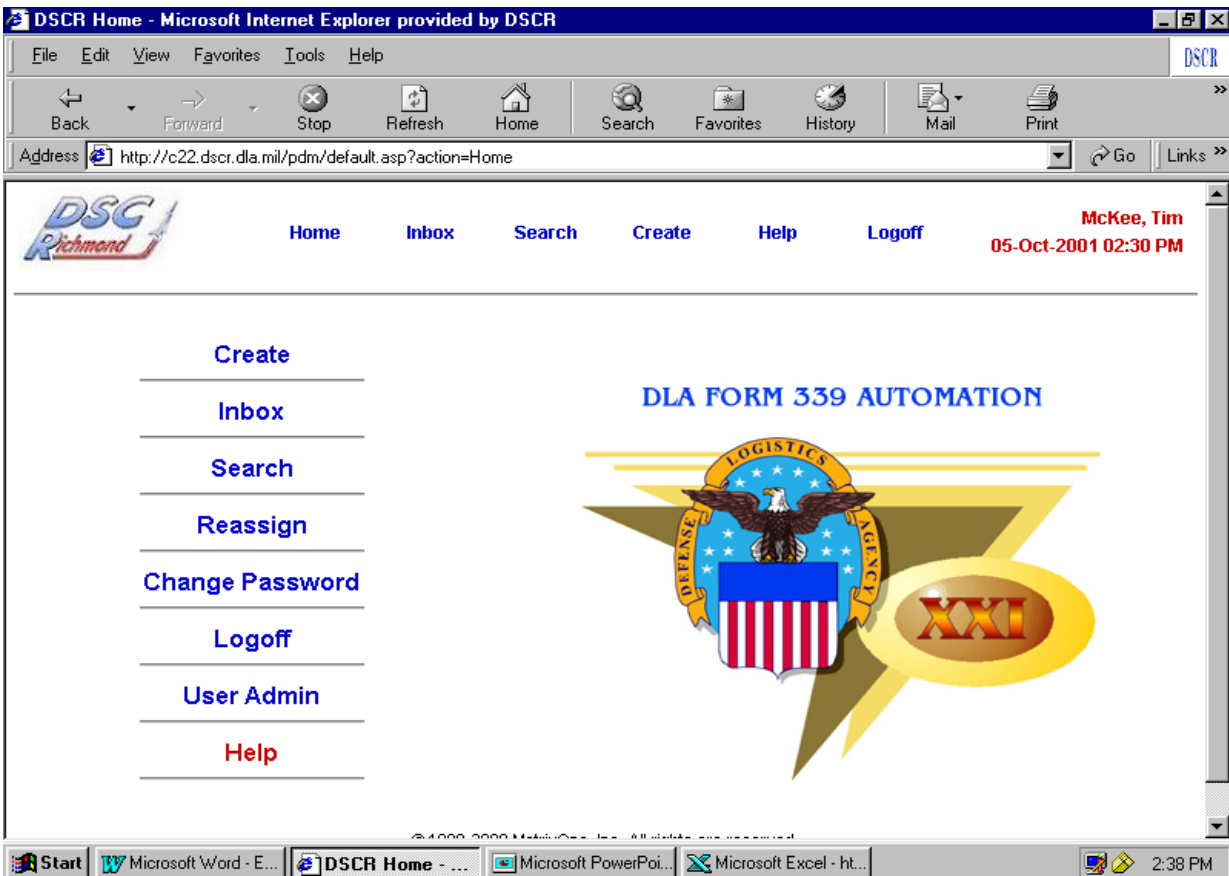 DSCR Home - Microsoft Internet Explorer provided by DSCR
File Edit View Favorites Tools Help
DSCR
Back Forward Stop Refresh Home Search Favorites History Mail Print »
Address http://c22.dscr.dla.mil/pdm/default.asp?action=Home Go Links »
DSC
Richmond
Home Inbox Search Create Help Logoff
McKee, Tim
05-Oct-2001 02:30 PM
Create
Inbox
Search
Reassign
Change Password
Logoff
User Admin
Help
DLA FORM 339 AUTOMATION
DEFENSE LOGISTICS AGENCY
XXI
Start Microsoft Word - E... DSCR Home - ... Microsoft PowerPoi... Microsoft Excel - ht... 2:38 PM